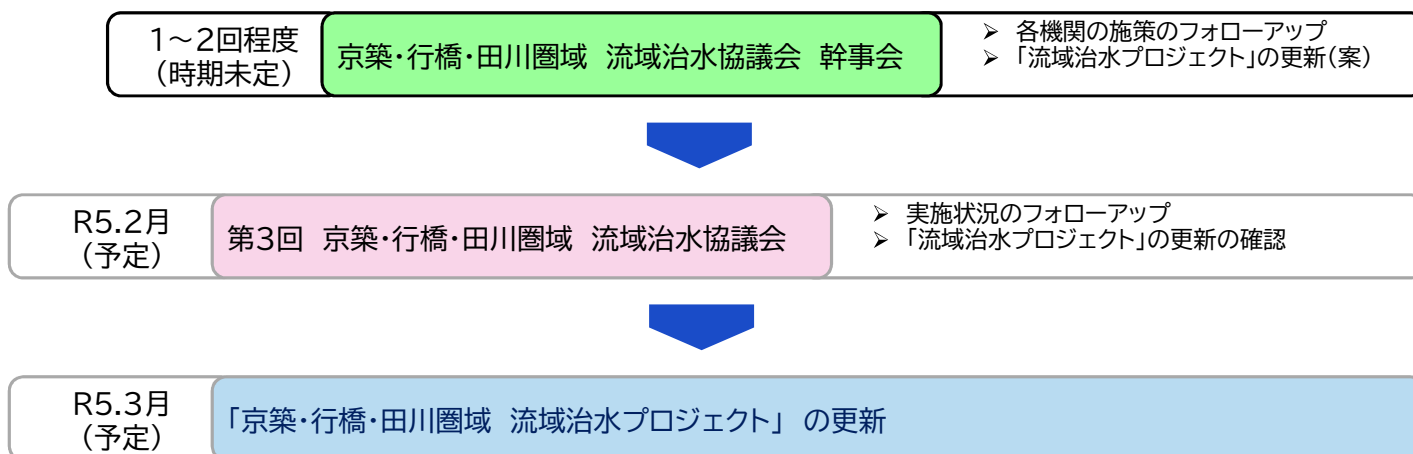 1～2回程度
(時期未定)
京築・行橋・田川圏域 流域治水協議会 幹事会
➢ 各機関の施策のフォローアップ
➢ 「流域治水プロジェクト」の更新(案)
R5.2月
(予定)
第3回 京築・行橋・田川圏域 流域治水協議会
➢ 実施状況のフォローアップ
➢ 「流域治水プロジェクト」の更新の確認
R5.3月
(予定)
「京築・行橋・田川圏域 流域治水プロジェクト」 の更新